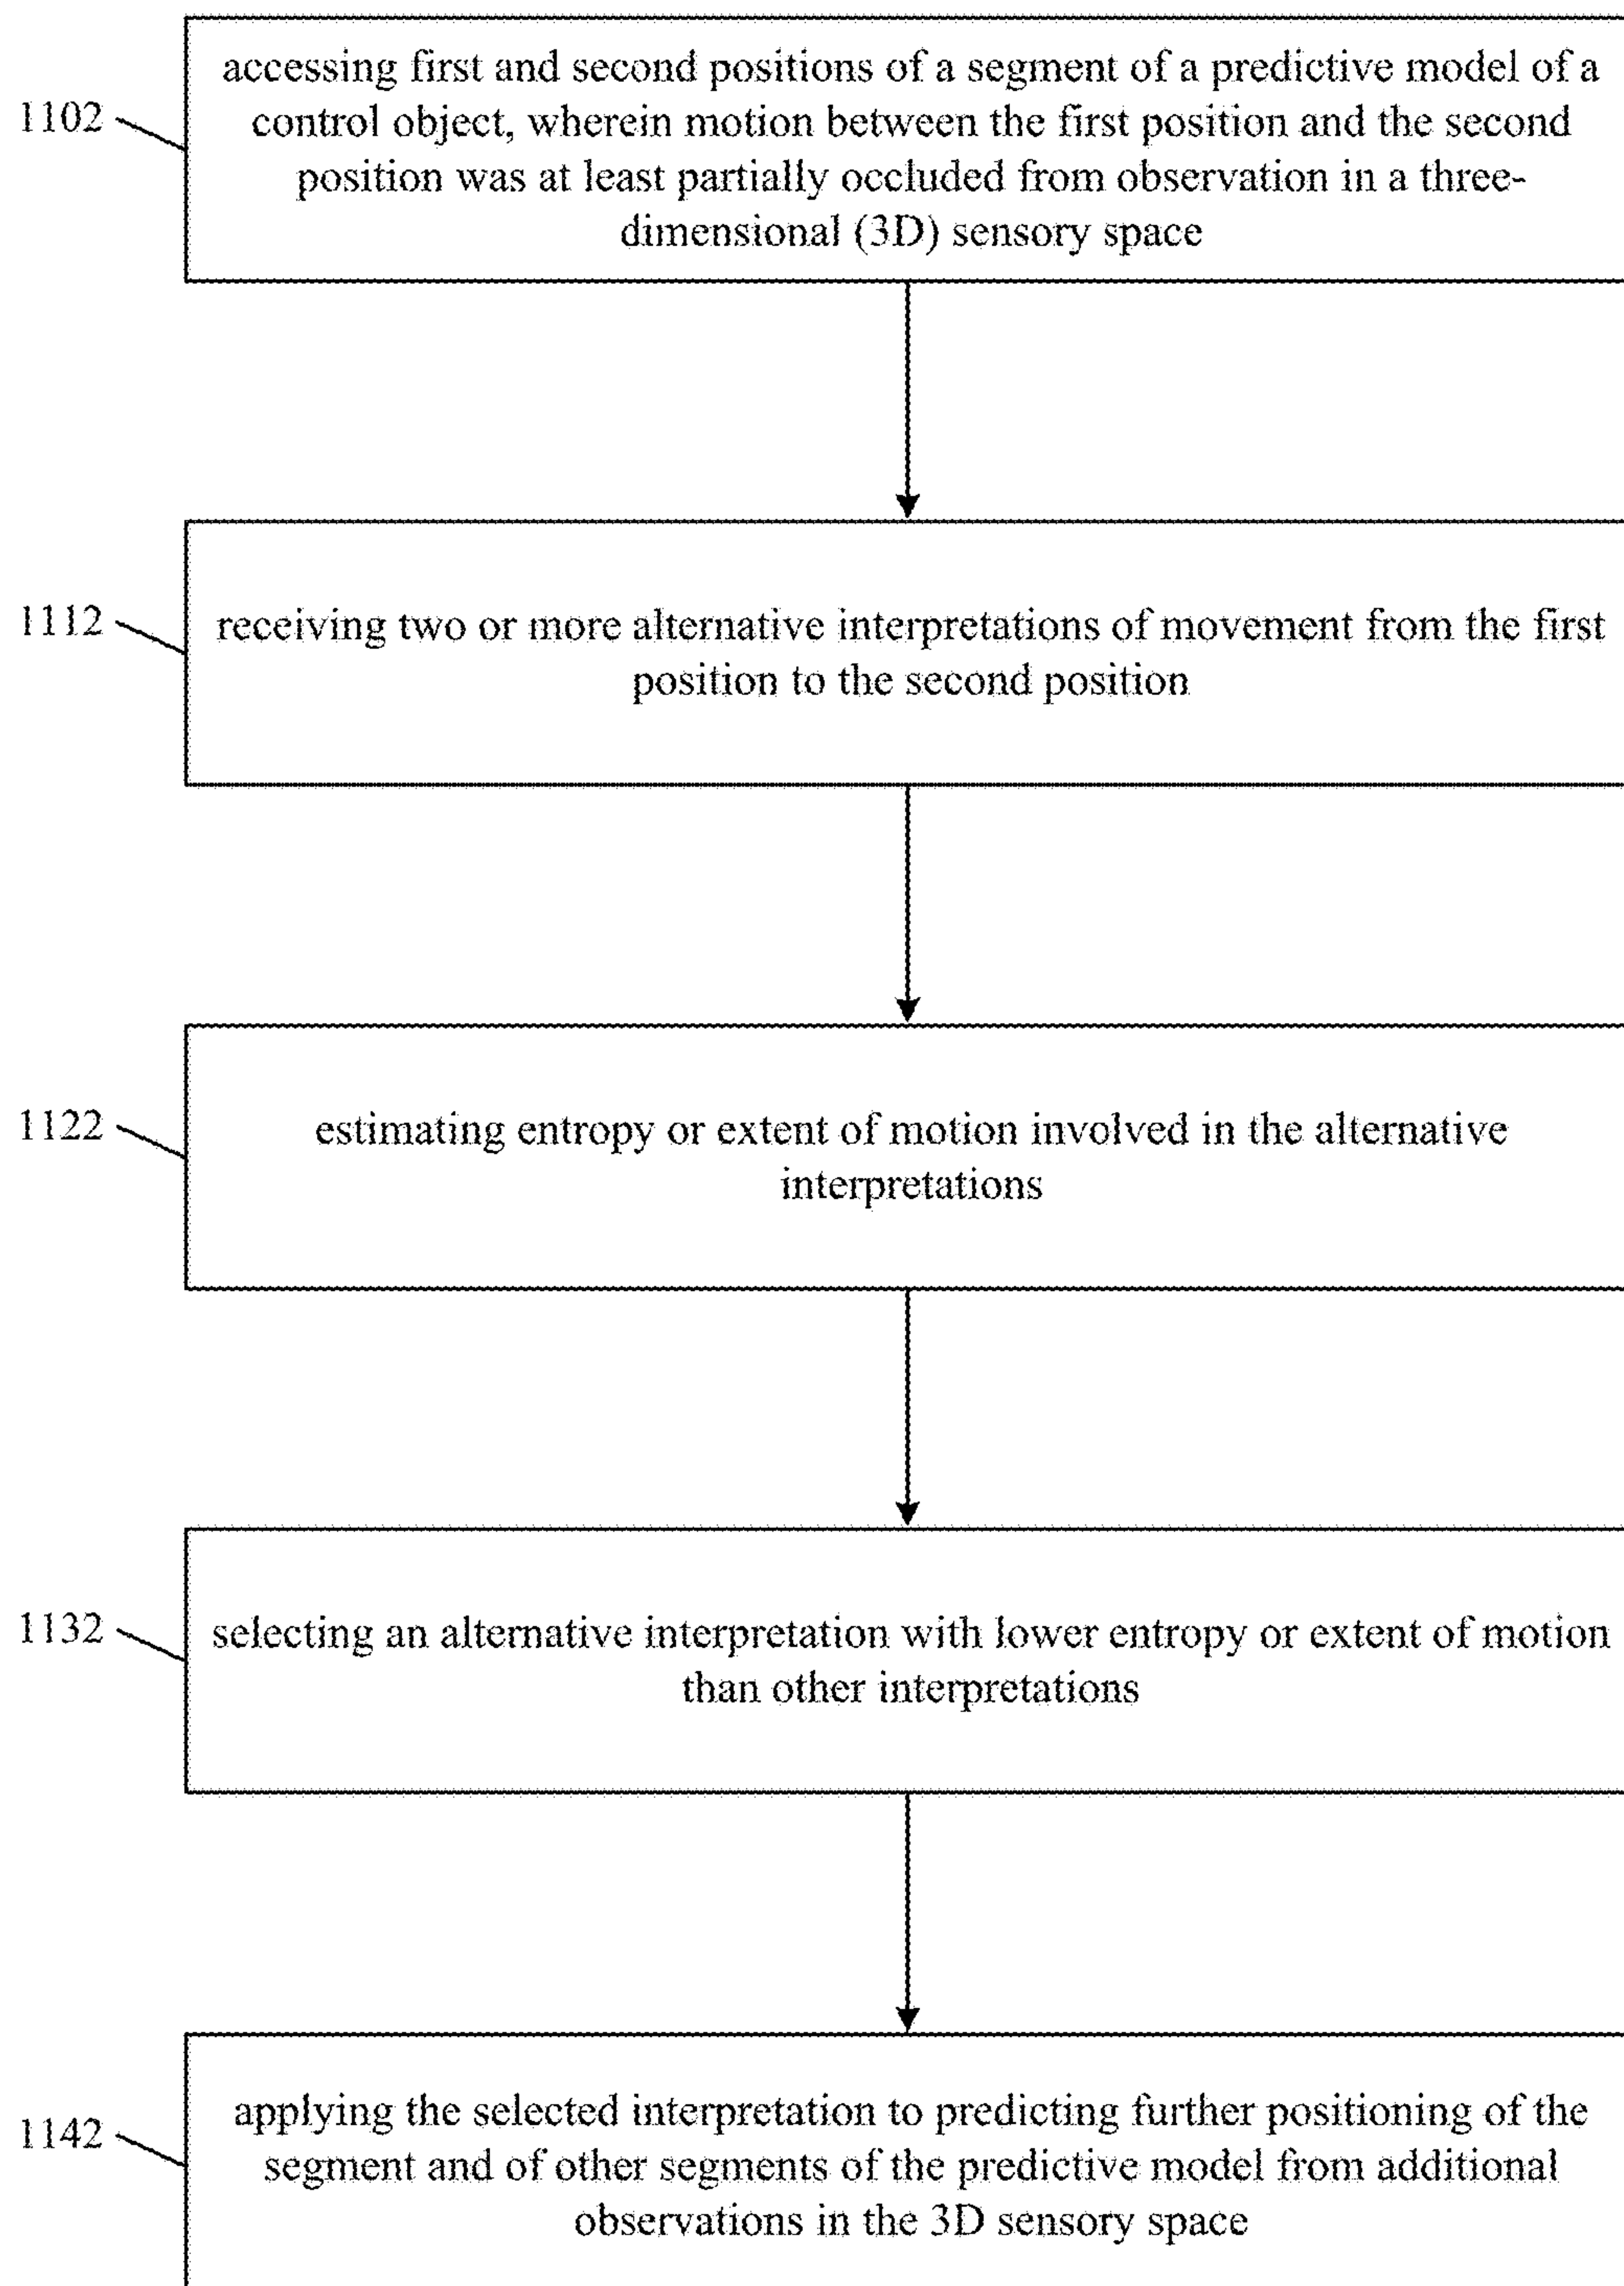 accessing first and second positions of a segment of a predictive model of a
1102
control object, wherein motion between the first position and the second
position was at least partially occluded from observation in a three-
dimensional (3D) sensory space
1112
receiving two or more alternative interpretations of movement from the first
position to the second position
1122
estimating entropy or extent of motion involved in the alternative
interpretations
1132
selecting an alternative interpretation with lower entropy or extent of motion
than other interpretations
1142
applying the selected interpretation to predicting further positioning of the
segment and of other segments of the predictive model from additional
observations in the 3D sensory space